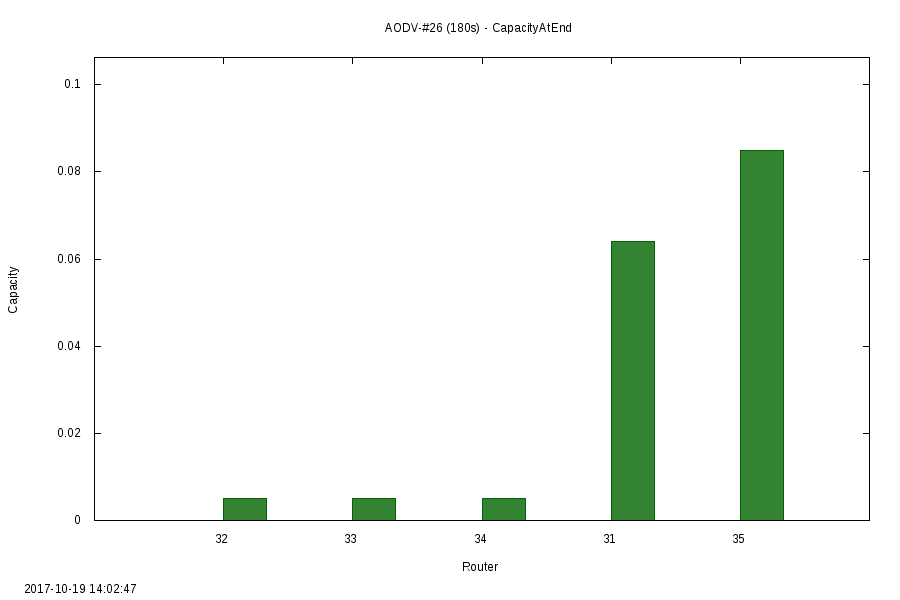 AODV-#26 (180s) - CapacityAtEnd
0.1
0.08
0.06
0.04
0.02
0
Capacity
32 33 34 31 35
Router
2017-10-19 14:02:47